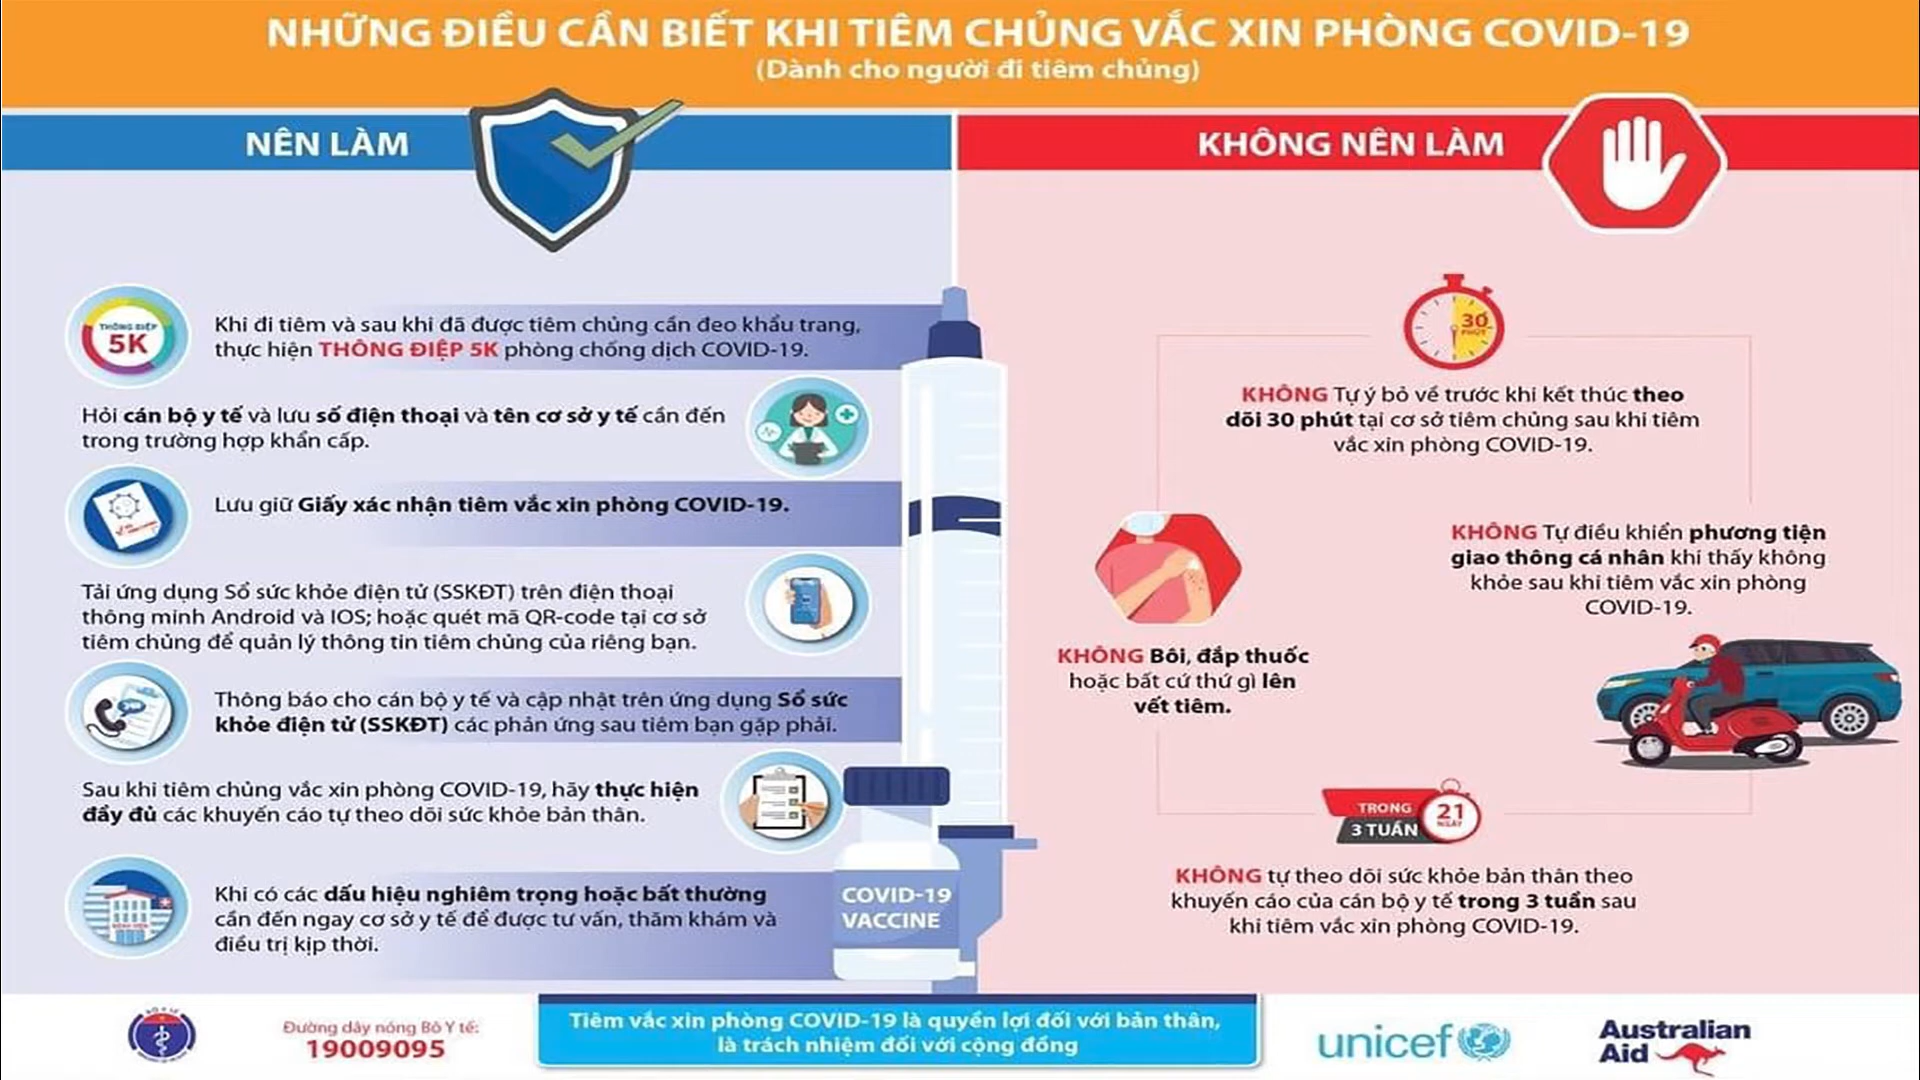 NHỮNG ĐIỀU CẦN BIẾT KHI TIÊM CHỦNG VẮC XIN PHÒNG COVID-19
(Dành cho người đi tiêm chủng)
NÊN LÀM
THÔNG ĐIỆP
5K
Khi đi tiêm và sau khi đã được tiêm chủng cần đeo khẩu trang,
thực hiện THÔNG ĐIỆP 5K phòng chống dịch COVID-19.
Hỏi cán bộ y tế và lưu số điện thoại và tên cơ sở y tế cần đến
trong trường hợp khẩn cấp.
Lưu giữ Giấy xác nhận tiêm vắc xin phòng COVID-19.
Tải ứng dụng Sổ sức khỏe điện tử (SSKĐT) trên điện thoại
thông minh Android và IOS; hoặc quét mã QR-code tại cơ sở
tiêm chủng để quản lý thông tin tiêm chủng của riêng bạn.
Thông báo cho cán bộ y tế và cập nhật trên ứng dụng Sổ sức
khỏe điện tử (SSKĐT) các phản ứng sau tiêm bạn gặp phải.
Sau khi tiêm chủng vắc xin phòng COVID-19, hãy thực hiện
đầy đủ các khuyến cáo tự theo dõi sức khỏe bản thân.
BỆNH VIỆN
Khi có các dấu hiệu nghiêm trọng hoặc bất thường
cần đến ngay cơ sở y tế để được tư vấn, thăm khám và
điều trị kịp thời.
COVID-19
VACCINE
KHÔNG NÊN LÀM
30
PHÚT
KHÔNG Tự ý bỏ về trước khi kết thúc theo
dõi 30 phút tại cơ sở tiêm chủng sau khi tiêm
vắc xin phòng COVID-19.
KHÔNG Tự điều khiển phương tiện
giao thông cá nhân khi thấy không
khỏe sau khi tiêm vắc xin phòng
COVID-19.
KHÔNG Bôi, đắp thuốc
hoặc bất cứ thứ gì lên
vết tiêm.
TRONG
3 TUẦN
21
NGÀY
KHÔNG tự theo dõi sức khỏe bản thân theo
khuyến cáo của cán bộ y tế trong 3 tuần sau
khi tiêm vắc xin phòng COVID-19.
BỘ Y TẾ
Đường dây nóng Bộ Y tế:
19009095
Tiêm vắc xin phòng COVID-19 là quyền lợi đối với bản thân,
là trách nhiệm đối với cộng đồng
unicef
Australian
Aid